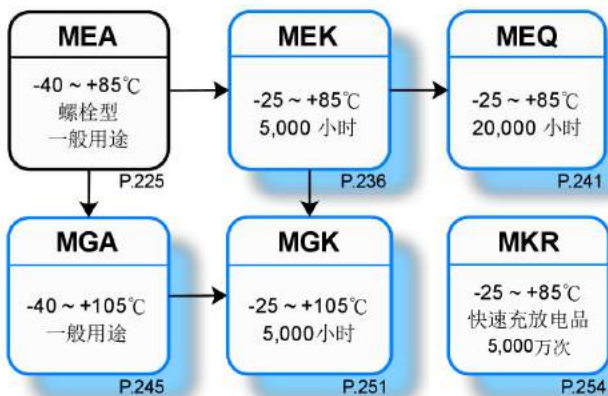 MEA
-40 ~ +85℃
螺栓型
一般用途
P.225
MEK
-25 ~ +85℃
5,000 小时
P.236
MEQ
-25 ~ +85℃
20,000 小时
P.241
MGA
-40 ~ +105℃
一般用途
P.245
MGK
-25 ~ +105℃
5,000小时
P.251
MKR
-25 ~ +85℃
快速充放电品
5,000万次
P.254